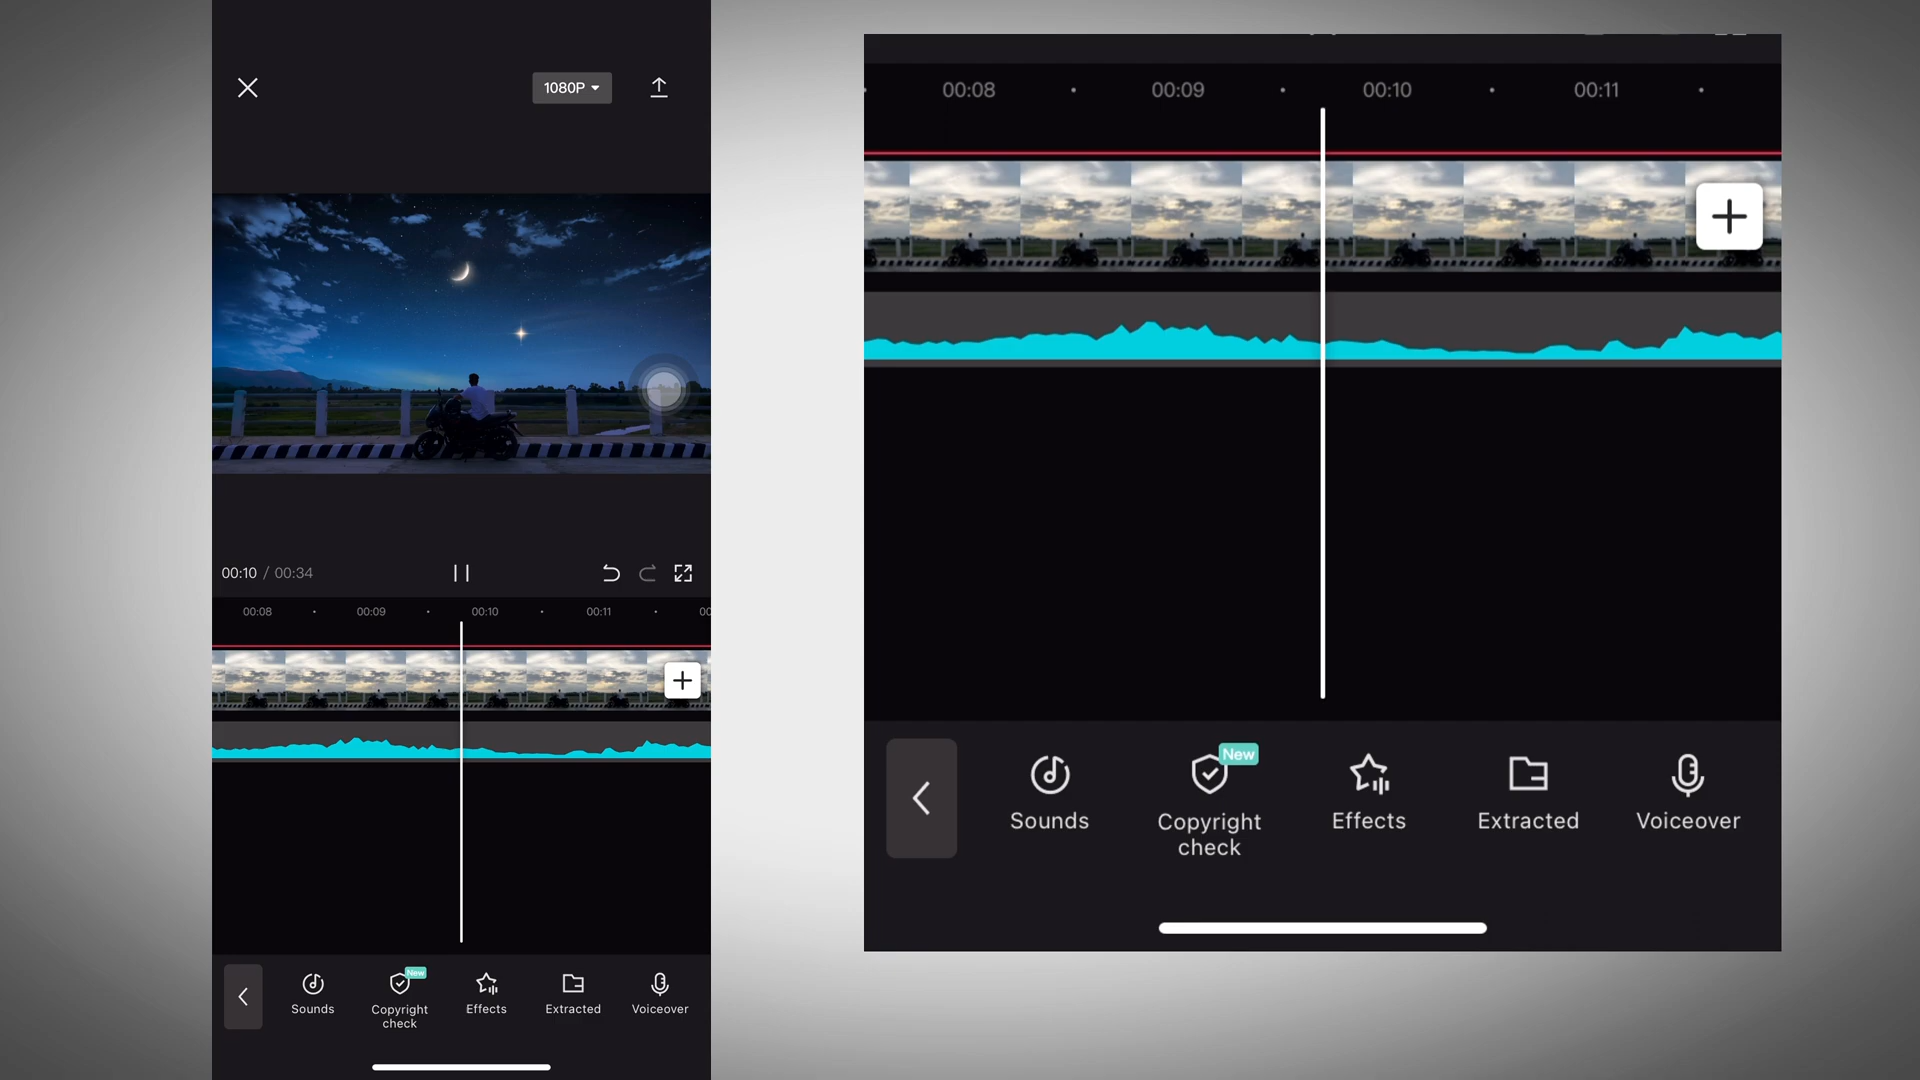 1080P
00:10 / 00:34
00:08 00:09 00:10 00:11 00
Sounds
New
Copyright
check
Effects
Extracted
Voiceover
00:08 00:09 00:10 00:11
Sounds
New
Copyright
check
Effects
Extracted
Voiceover